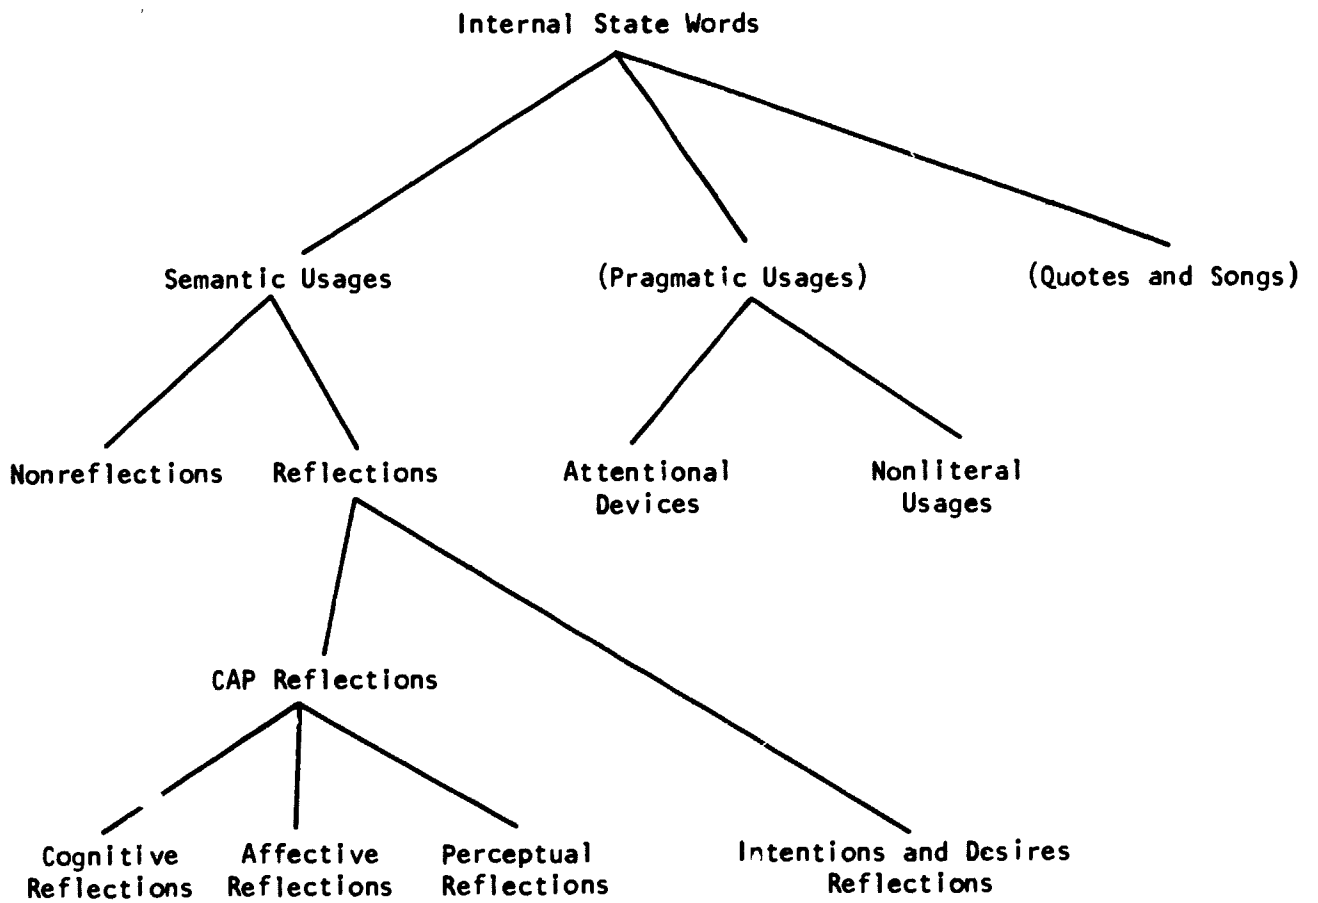 Internal State Words
Semantic Usages
(Pragmatic Usages)
(Quotes and Songs)
Nonreflections
Reflections
Attentional
Devices
Nonliteral
Usages
CAP Reflections
Cognitive
Reflections
Affective
Reflections
Perceptual
Reflections
Intentions and Desires
Reflections